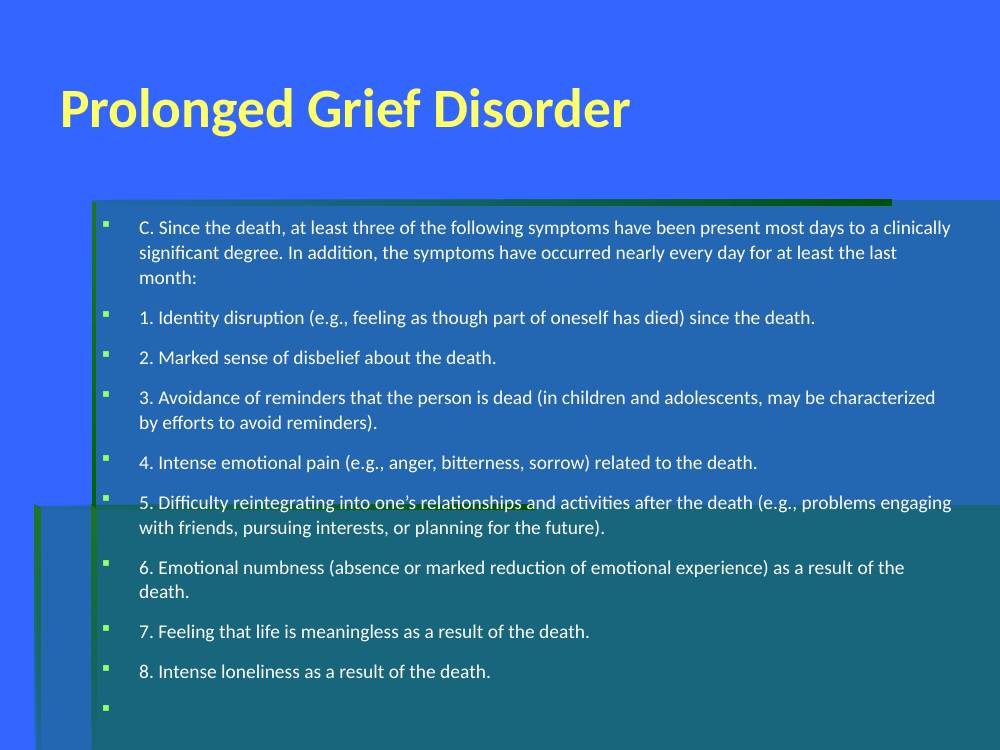 Prolonged Grief Disorder
C. Since the death, at least three of the following symptoms have been present most days to a clinically
significant degree. In addition, the symptoms have occurred nearly every day for at least the last
month:
1. Identity disruption (e.g., feeling as though part of oneself has died) since the death.
2. Marked sense of disbelief about the death.
3. Avoidance of reminders that the person is dead (in children and adolescents, may be characterized
by efforts to avoid reminders).
4. Intense emotional pain (e.g., anger, bitterness, sorrow) related to the death.
5. Difficulty reintegrating into one’s relationships and activities after the death (e.g., problems engaging
with friends, pursuing interests, or planning for the future).
6. Emotional numbness (absence or marked reduction of emotional experience) as a result of the
death.
7. Feeling that life is meaningless as a result of the death.
8. Intense loneliness as a result of the death.